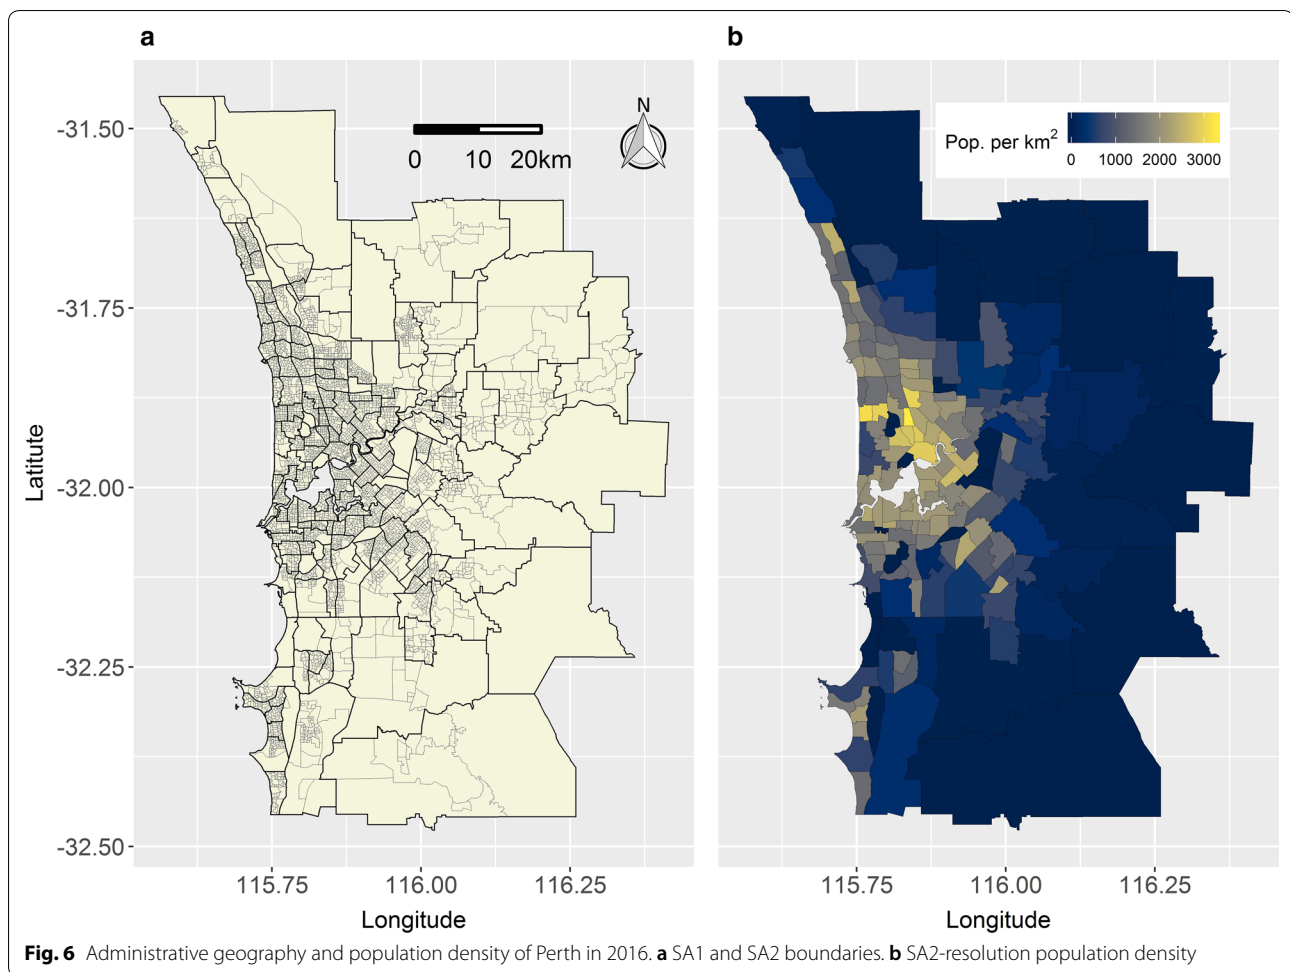 a
b
-31.50
-31.75
-32.00
-32.25
-32.50
Latitute
0 10 20km
N
Pop. per km²
0 1000 2000 3000
115.75 116.00 116.25
115.75 116.00 116.25
Longitude
Longitude
Fig. 6 Administrative geography and population density of Perth in 2016. a SA1 and SA2 boundaries. b SA2-resolution population density